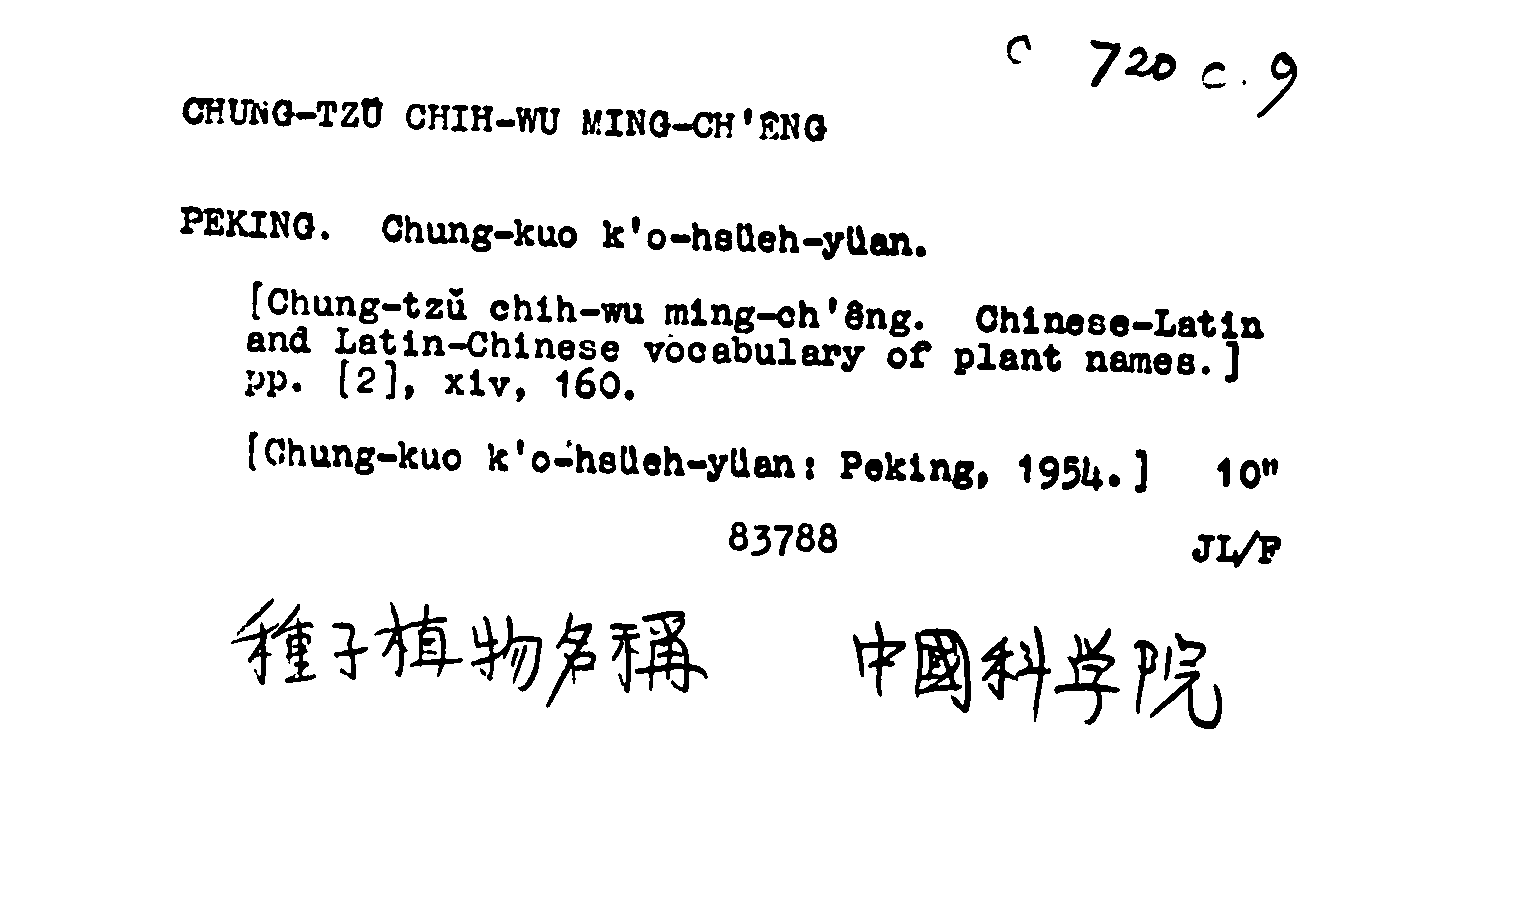 C 720 c. 9
CHUNG-TZŬ CHIH-WU MING-CH'ÊNG
PEKING. Chung-kuo k'o-hsüeh-yüan.
[Chung-tzŭ chih-wu ming-ch'êng. Chinese-Latin
and Latin-Chinese vocabulary of plant names.]
pp. [2], xiv, 160.
[Chung-kuo k'o-hsüeh-yüan: Peking, 1954.] 10"
83788 JL/F
種子植物名稱 中國科学院